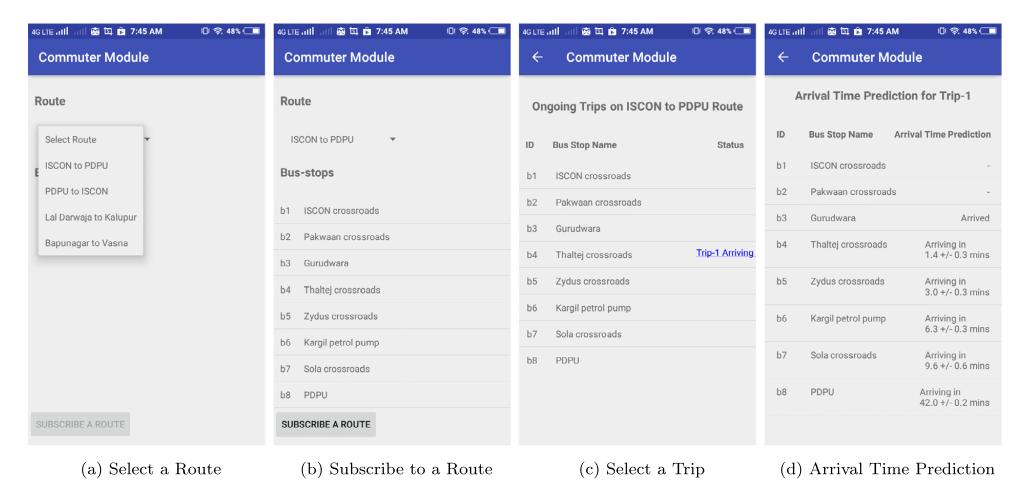 4G LTE 7:45 AM 48%
Commuter Module
Route
Select Route
ISCON to PDPU
PDPU to ISCON
Lal Darwaja to Kalupur
Bapunagar to Vasna
SUBSCRIBE A ROUTE
(a) Select a Route
4G LTE 7:45 AM 48%
Commuter Module
Route
ISCON to PDPU
Bus-stops
b1 ISCON crossroads
b2 Pakwaan crossroads
b3 Gurudwara
b4 Thaltej crossroads
b5 Zydus crossroads
b6 Kargil petrol pump
b7 Sola crossroads
b8 PDPU
SUBSCRIBE A ROUTE
(b) Subscribe to a Route
4G LTE 7:45 AM 48%
Commuter Module
Ongoing Trips on ISCON to PDPU Route
ID Bus Stop Name Status
b1 ISCON crossroads
b2 Pakwaan crossroads
b3 Gurudwara
b4 Thaltej crossroads Trip-1 Arriving
b5 Zydus crossroads
b6 Kargil petrol pump
b7 Sola crossroads
b8 PDPU
(c) Select a Trip
4G LTE 7:45 AM 48%
Commuter Module
Arrival Time Prediction for Trip-1
ID Bus Stop Name Arrival Time Prediction
b1 ISCON crossroads -
b2 Pakwaan crossroads -
b3 Gurudwara Arrived
b4 Thaltej crossroads Arriving in
1.4 +/- 0.3 mins
b5 Zydus crossroads Arriving in
3.0 +/- 0.3 mins
b6 Kargil petrol pump Arriving in
6.3 +/- 0.3 mins
b7 Sola crossroads Arriving in
9.6 +/- 0.6 mins
b8 PDPU Arriving in
42.0 +/- 0.2 mins
(d) Arrival Time Prediction